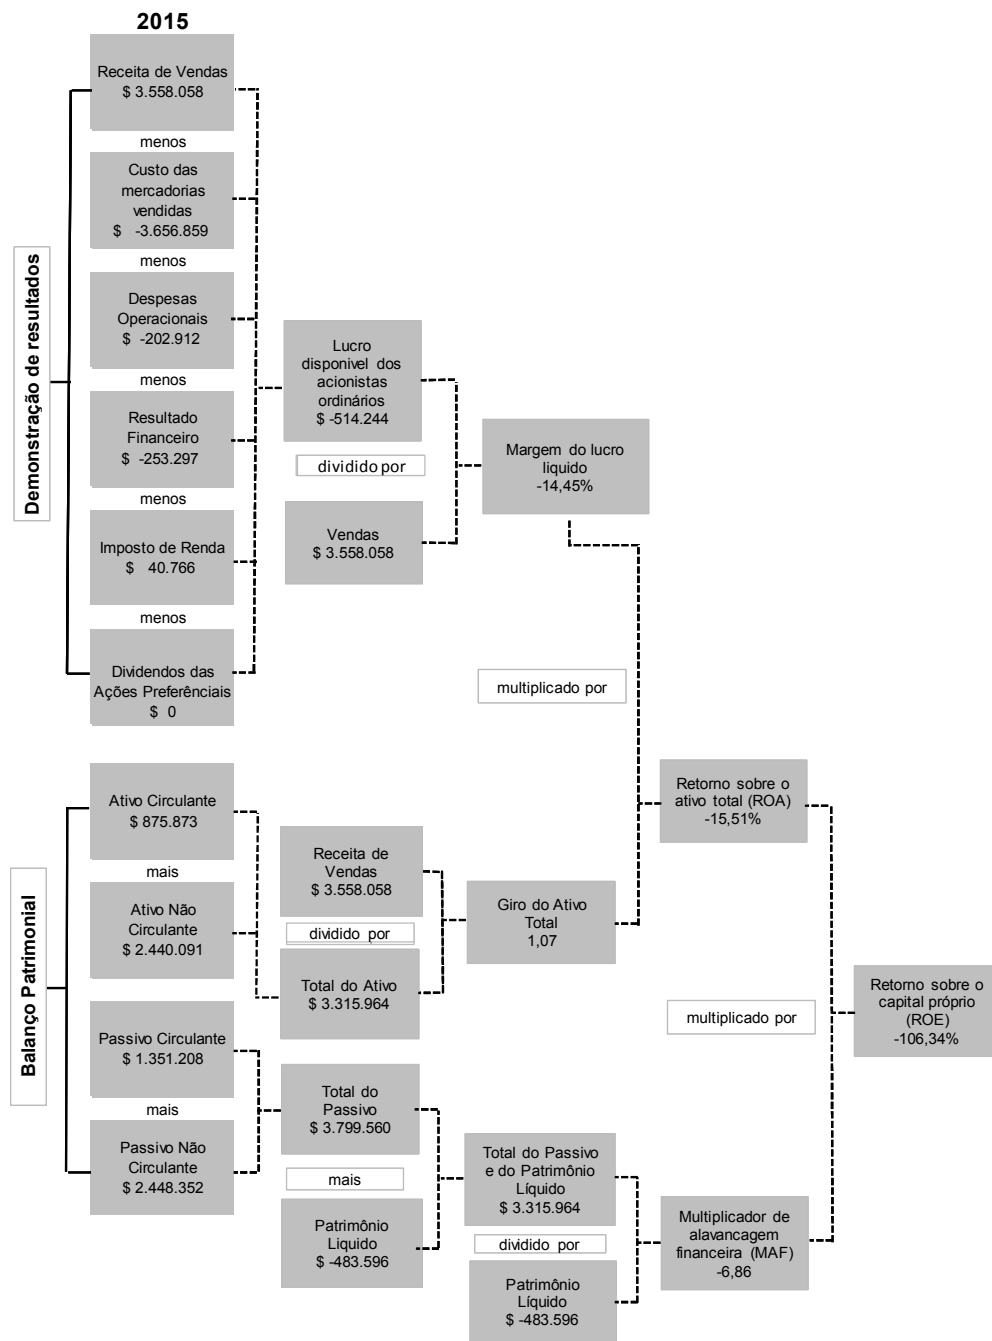 2015
Demonstração de resultados
Receita de Vendas
$ 3.558.058
menos
Custo das
mercadorias
vendidas
$ -3.656.859
menos
Despesas
Operacionais
$ -202.912
menos
Resultado
Financeiro
$ -253.297
menos
Imposto de Renda
$ 40.766
menos
Dividendos das
Ações Preferênciais
$ 0
Lucro
disponivel dos
acionistas
ordinários
$ -514.244
dividido por
Vendas
$ 3.558.058
Margem do lucro
liquido
-14,45%
multiplicado por
Balanço Patrimonial
Ativo Circulante
$ 875.873
mais
Ativo Não
Circulante
$ 2.440.091
Passivo Circulante
$ 1.351.208
mais
Passivo Não
Circulante
$ 2.448.352
Receita de
Vendas
$ 3.558.058
dividido por
Total do Ativo
$ 3.315.964
Giro do Ativo
Total
1,07
Retorno sobre o
ativo total (ROA)
-15,51%
Total do
Passivo
$ 3.799.560
mais
Patrimônio
Liquido
$ -483.596
Total do Passivo
e do Patrimônio
Líquido
$ 3.315.964
dividido por
Patrimônio
Líquido
$ -483.596
Multiplicador de
alavancagem
financeira (MAF)
-6,86
multiplicado por
Retorno sobre o
capital próprio
(ROE)
-106,34%